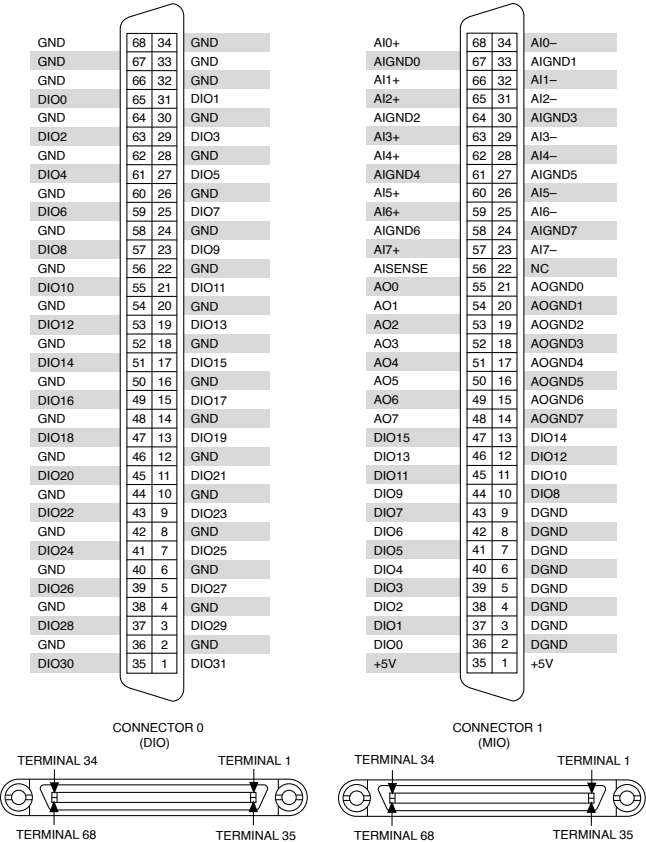 GND 68 34 GND
GND 67 33 GND
GND 66 32 GND
DIO0 65 31 DIO1
GND 64 30 GND
DIO2 63 29 DIO3
GND 62 28 GND
DIO4 61 27 DIO5
GND 60 26 GND
DIO6 59 25 DIO7
GND 58 24 GND
DIO8 57 23 DIO9
GND 56 22 GND
DIO10 55 21 DIO11
GND 54 20 GND
DIO12 53 19 DIO13
GND 52 18 GND
DIO14 51 17 DIO15
GND 50 16 GND
DIO16 49 15 DIO17
GND 48 14 GND
DIO18 47 13 DIO19
GND 46 12 GND
DIO20 45 11 DIO21
GND 44 10 GND
DIO22 43 9 DIO23
GND 42 8 GND
DIO24 41 7 DIO25
GND 40 6 GND
DIO26 39 5 DIO27
GND 38 4 GND
DIO28 37 3 DIO29
GND 36 2 GND
DIO30 35 1 DIO31
CONNECTOR 0
(DIO)
TERMINAL 34 TERMINAL 1
TERMINAL 68 TERMINAL 35
AI0+ 68 34 AI0–
AIGND0 67 33 AIGND1
AI1+ 66 32 AI1–
AI2+ 65 31 AI2–
AIGND2 64 30 AIGND3
AI3+ 63 29 AI3–
AI4+ 62 28 AI4–
AIGND4 61 27 AIGND5
AI5+ 60 26 AI5–
AI6+ 59 25 AI6–
AIGND6 58 24 AIGND7
AI7+ 57 23 AI7–
AISENSE 56 22 NC
AO0 55 21 AOGND0
AO1 54 20 AOGND1
AO2 53 19 AOGND2
AO3 52 18 AOGND3
AO4 51 17 AOGND4
AO5 50 16 AOGND5
AO6 49 15 AOGND6
AO7 48 14 AOGND7
DIO15 47 13 DIO14
DIO13 46 12 DIO12
DIO11 45 11 DIO10
DIO9 44 10 DIO8
DIO7 43 9 DGND
DIO6 42 8 DGND
DIO5 41 7 DGND
DIO4 40 6 DGND
DIO3 39 5 DGND
DIO2 38 4 DGND
DIO1 37 3 DGND
DIO0 36 2 DGND
+5V 35 1 +5V
CONNECTOR 1
(MIO)
TERMINAL 34 TERMINAL 1
TERMINAL 68 TERMINAL 35